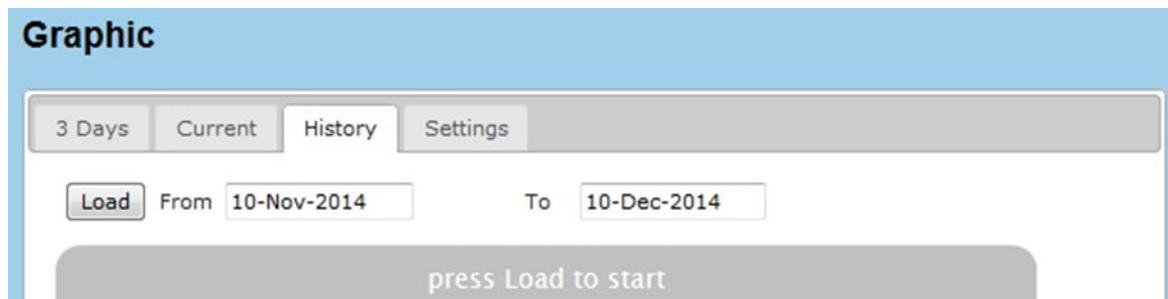 Graphic
3 Days Current History Settings
Load From 10-Nov-2014 To 10-Dec-2014
press Load to start